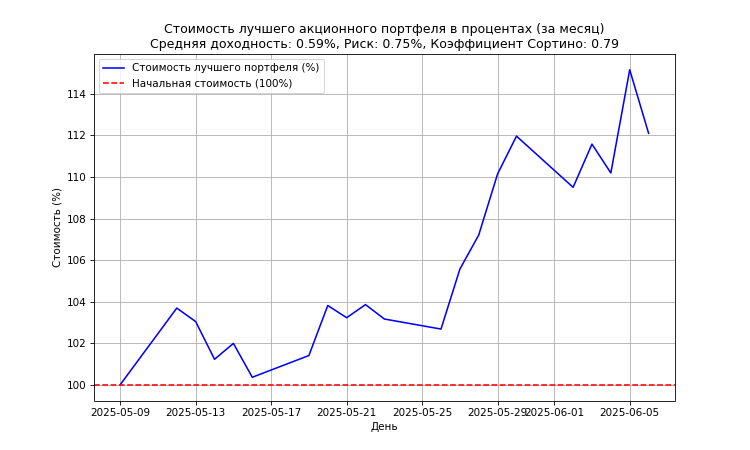 Стоимость лучшего акционного портфеля в процентах (за месяц)
Средняя доходность: 0.59%, Риск: 0.75%, Коэффициент Сортино: 0.79
Стоимость лучшего портфеля (%)
Начальная стоимость (100%)
Стоимость (%)
114
112
110
108
106
104
102
100
2025-05-09 2025-05-13 2025-05-17 2025-05-21 2025-05-25 2025-05-29 2025-06-01 2025-06-05
День